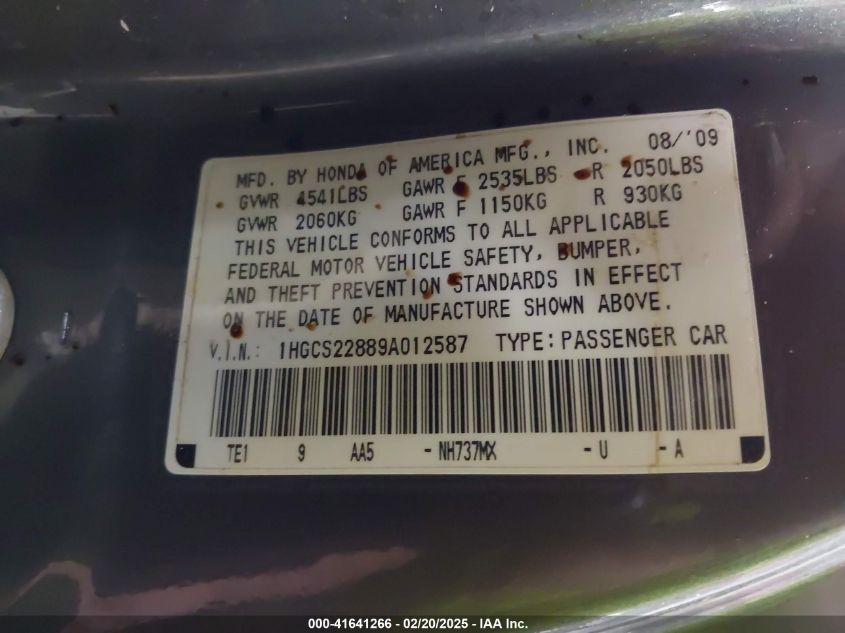 MFD. BY HONDA OF AMERICA MFG., INC. 08/'09
GVWR 4541LBS GAWR F 2535LBS R 2050LBS
GVWR 2060KG GAWR F 1150KG R 930KG
THIS VEHICLE CONFORMS TO ALL APPLICABLE
FEDERAL MOTOR VEHICLE SAFETY, BUMPER,
AND THEFT PREVENTION STANDARDS IN EFFECT
ON THE DATE OF MANUFACTURE SHOWN ABOVE.
V.I.N.: 1HGCS22889A012587 TYPE: PASSENGER CAR
TE1 9 AA5 - NH737MX - U - A
000-41641266 - 02/20/2025 - IAA Inc.